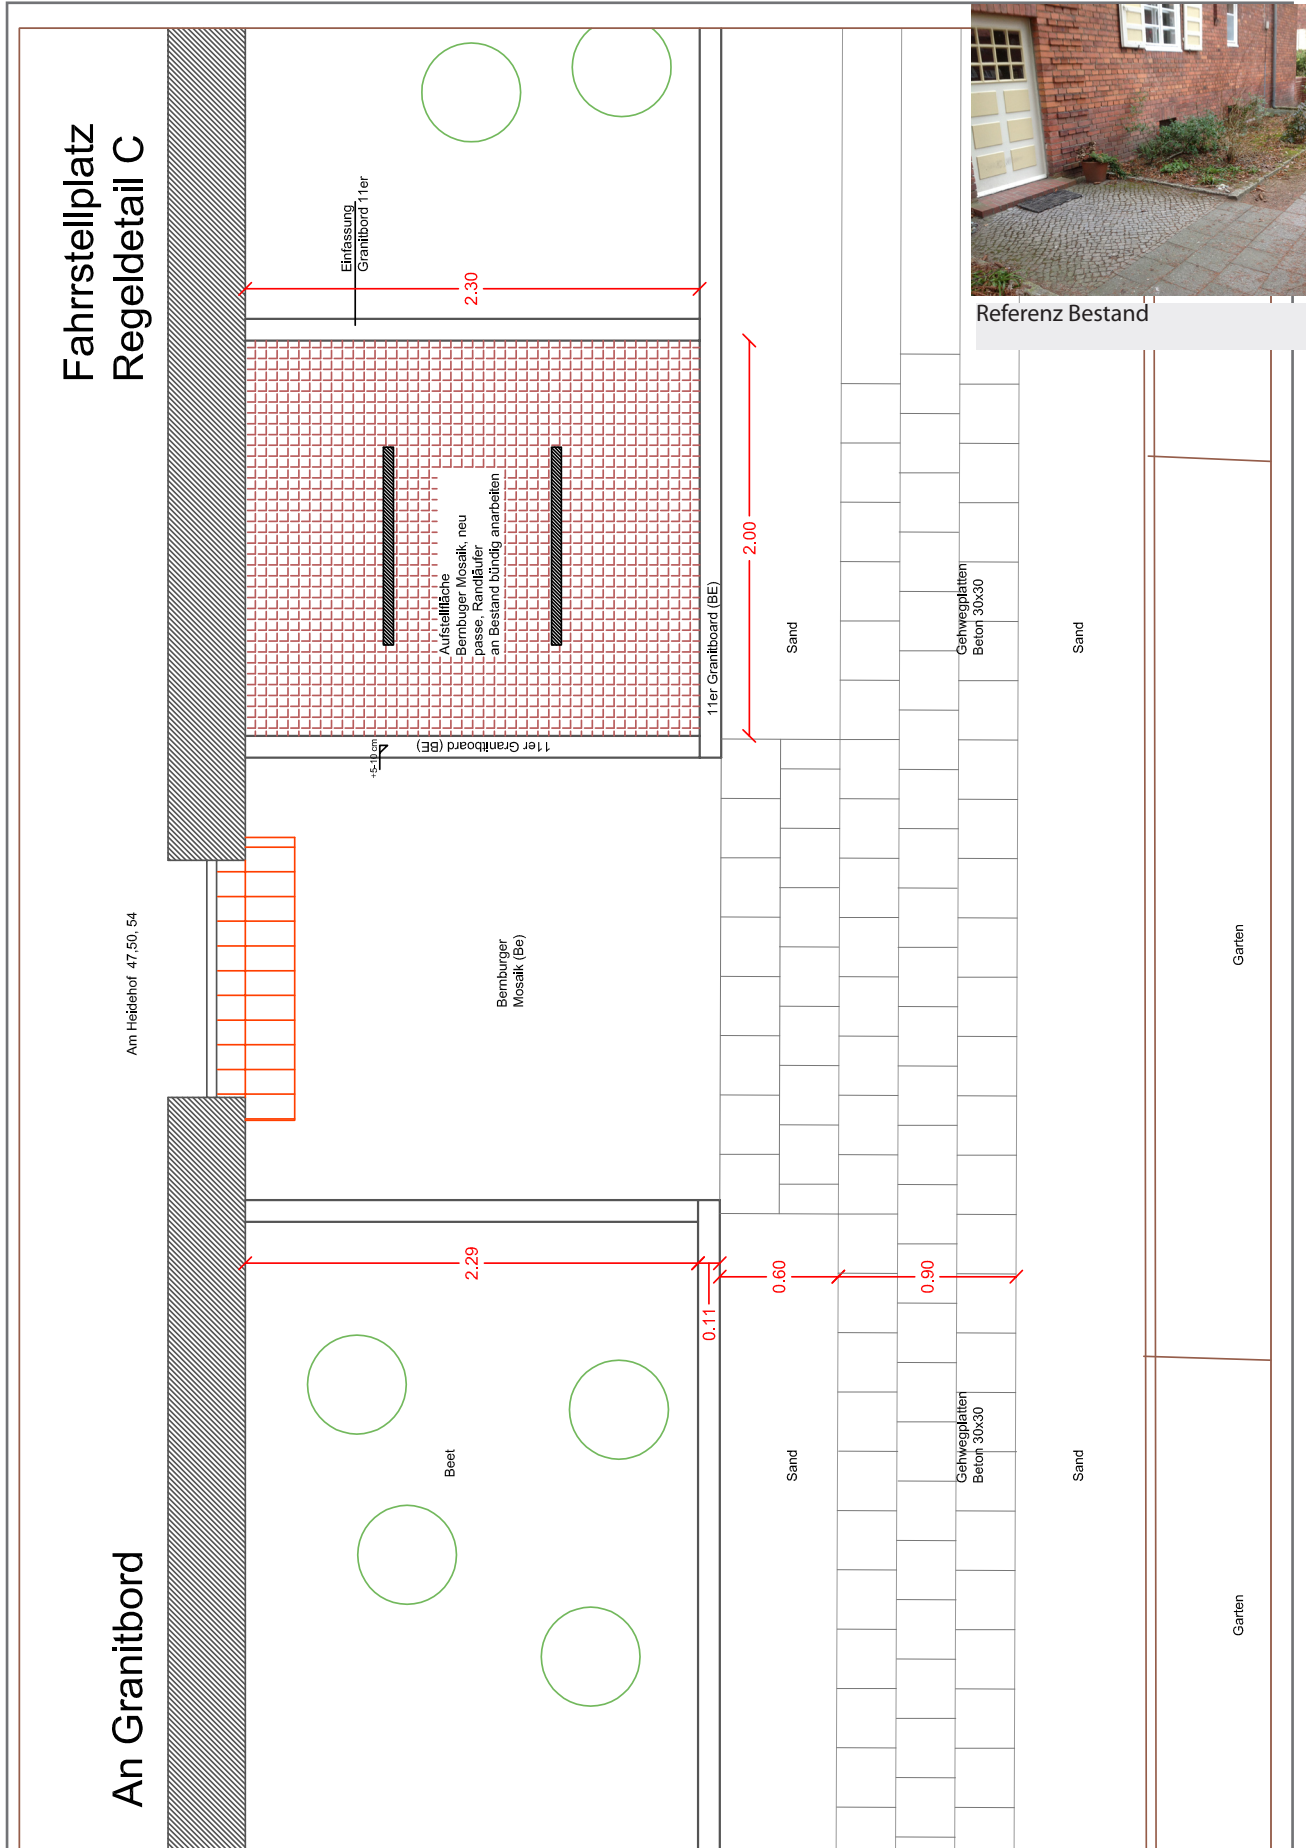 Fahrrstellplatz
Regeldetail C
An Granitbord
Am Heidehof 47,50, 54
Einfassung
Granitbord 11er
2.30
Aufstellfläche
Bernbuger Mosaik, neu
passe, Randläufer
an Bestand bündig anarbeiten
11er Granitboard (BE)
+5-10 cm
11er Granitboard (BE)
2.00
Bernburger
Mosaik (Be)
2.29
0.11
0.60
0.90
Beet
Sand
Gehwegplatten
Beton 30x30
Sand
Sand
Gehwegplatten
Beton 30x30
Sand
Garten
Garten
Referenz Bestand